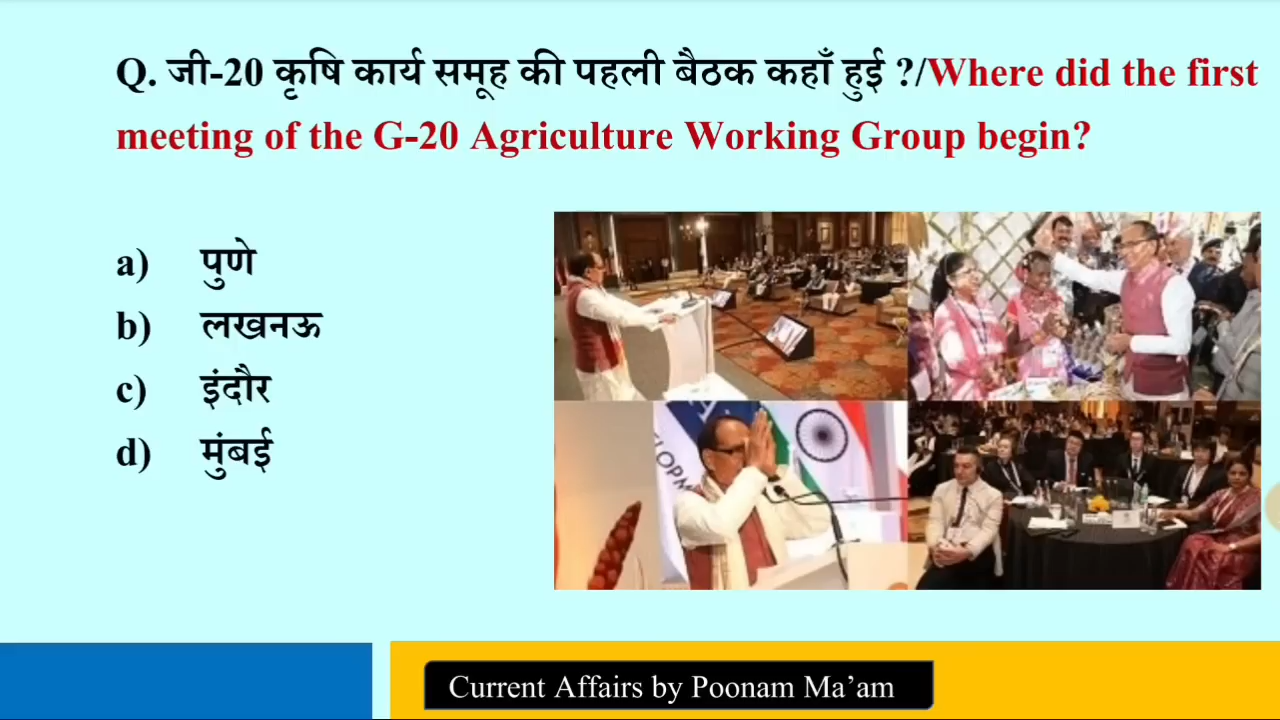 Q. जी-20 कृषि कार्य समूह की पहली बैठक कहाँ हुई ?/Where did the first
meeting of the G-20 Agriculture Working Group begin?
a) पुणे
b) लखनऊ
c) इंदौर
d) मुंबई
Current Affairs by Poonam Ma’am